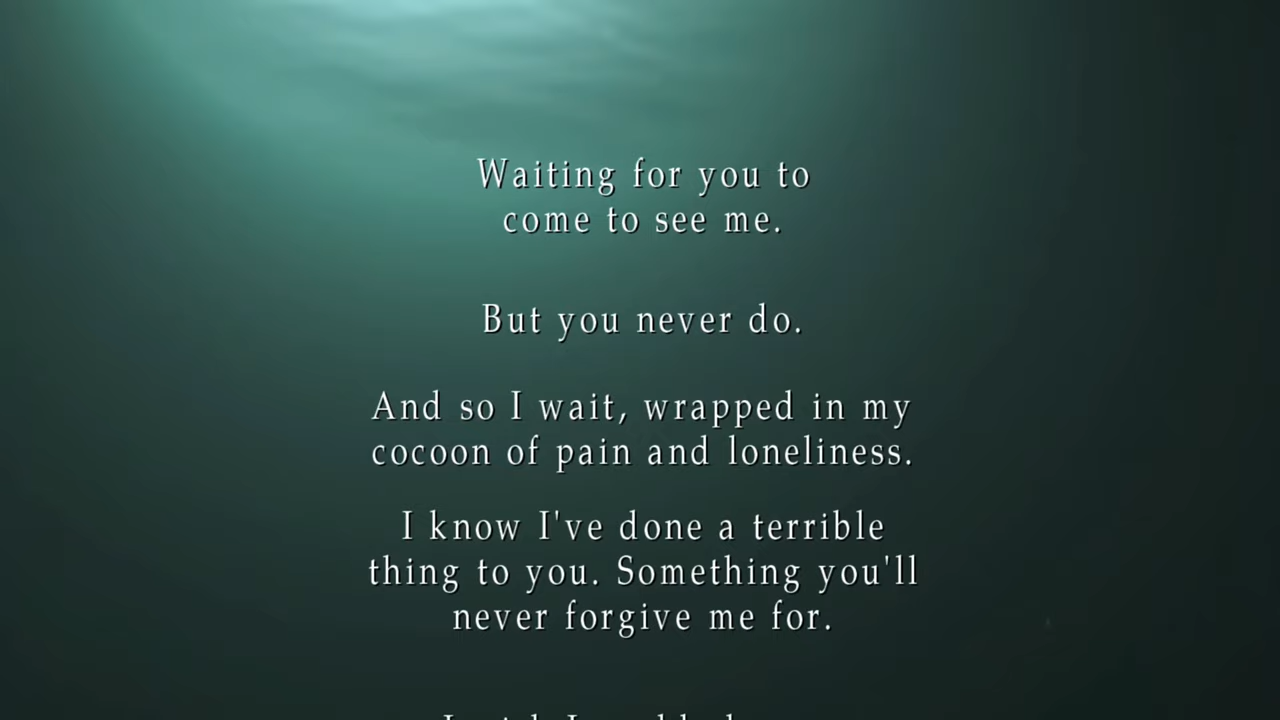 Waiting for you to
come to see me.
But you never do.
And so I wait, wrapped in my
cocoon of pain and loneliness.
I know I've done a terrible
thing to you. Something you'll
never forgive me for.